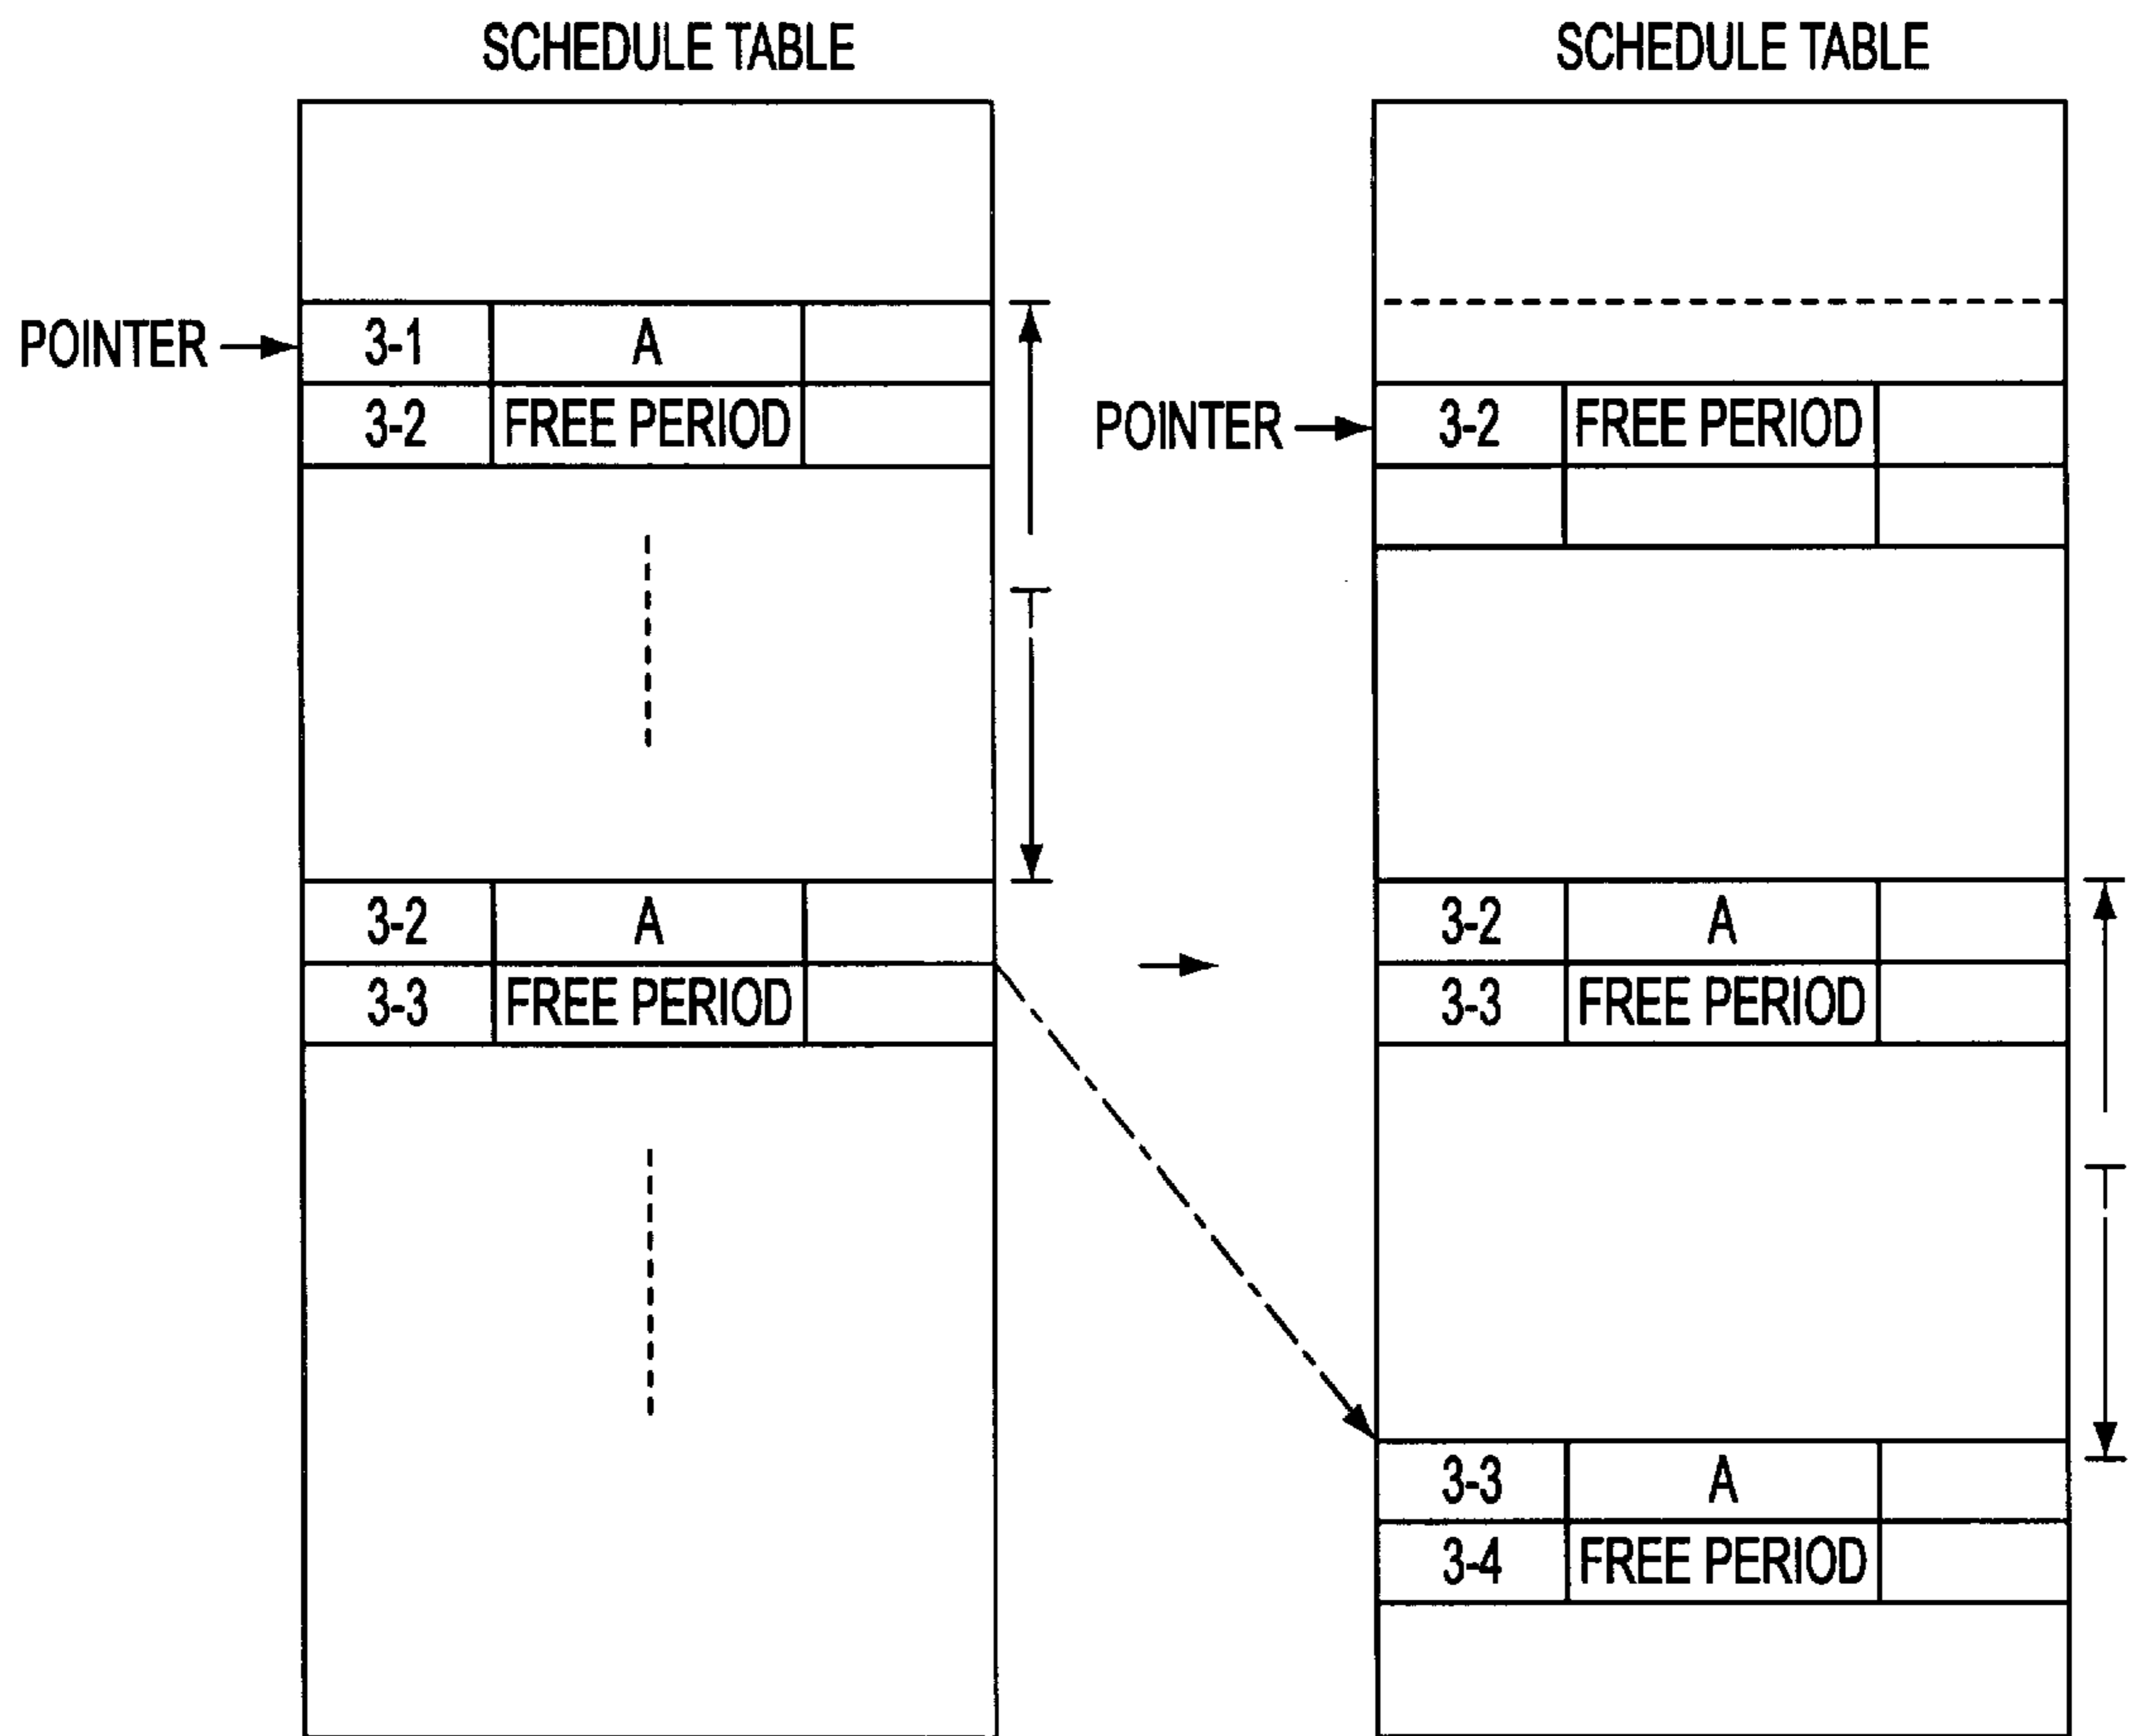 SCHEDULE TABLE
POINTER
3-1 A
3-2 FREE PERIOD
3-2 A
3-3 FREE PERIOD
SCHEDULE TABLE
POINTER
3-2 FREE PERIOD
3-2 A
3-3 FREE PERIOD
3-3 A
3-4 FREE PERIOD